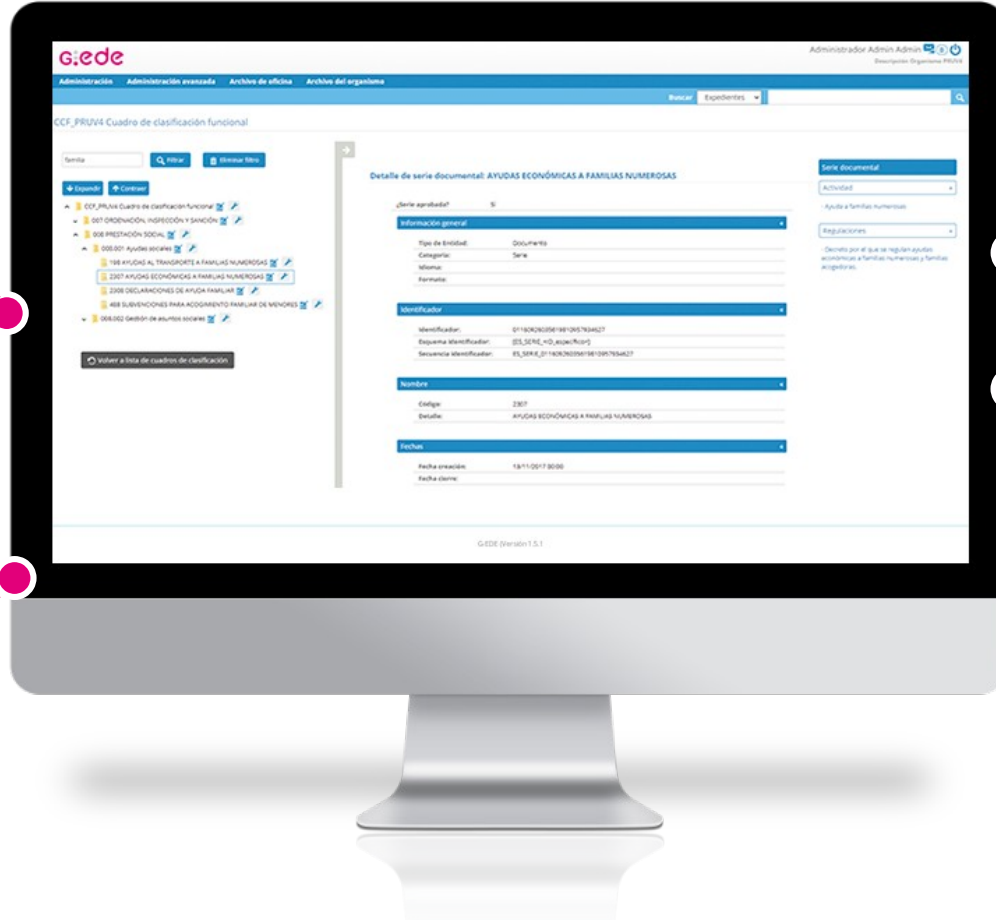 G:ede
Administrador Admin Admin
Descripción Organismo PRUV4
Administración Administración avanzada Archivo de oficina Archivo del organismo
Buscar Expedientes
CCF_PRUV4 Cuadro de clasificación funcional
familia Filtrar Eliminar filtro
Expandir Contraer
CCF_PRUV4 Cuadro de clasificación funcional
007 ORDENACIÓN, INSPECCIÓN Y SANCIÓN
008 PRESTACIÓN SOCIAL
008.001 Ayudas sociales
198 AYUDAS AL TRANSPORTE A FAMILIAS NUMEROSAS
2307 AYUDAS ECONÓMICAS A FAMILIAS NUMEROSAS
2308 DECLARACIONES DE AYUDA FAMILIAR
488 SUBVENCIONES PARA ACOGIMIENTO FAMILIAR DE MENORES
008.002 Gestión de asuntos sociales
Volver a lista de cuadros de clasificación
Detalle de serie documental: AYUDAS ECONÓMICAS A FAMILIAS NUMEROSAS
¿Serie aprobada? Sí
Información general
Tipo de Entidad: Documento
Categoría: Serie
Idioma:
Formato:
Identificador
Identificador:
Esquema Identificador:
Secuencia Identificador:
Nombre
Código: 2307
Detalle: AYUDAS ECONÓMICAS A FAMILIAS NUMEROSAS
Fechas
Fecha creación: 13/11/2017 00:00
Fecha cierre:
Serie documental
Actividad
- Ayuda a familias numerosas
Regulaciones
- Decreto por el que se regulan ayudas
económicas a familias numerosas y familias
acogedoras.
G-EDE (Versión 1.5.1